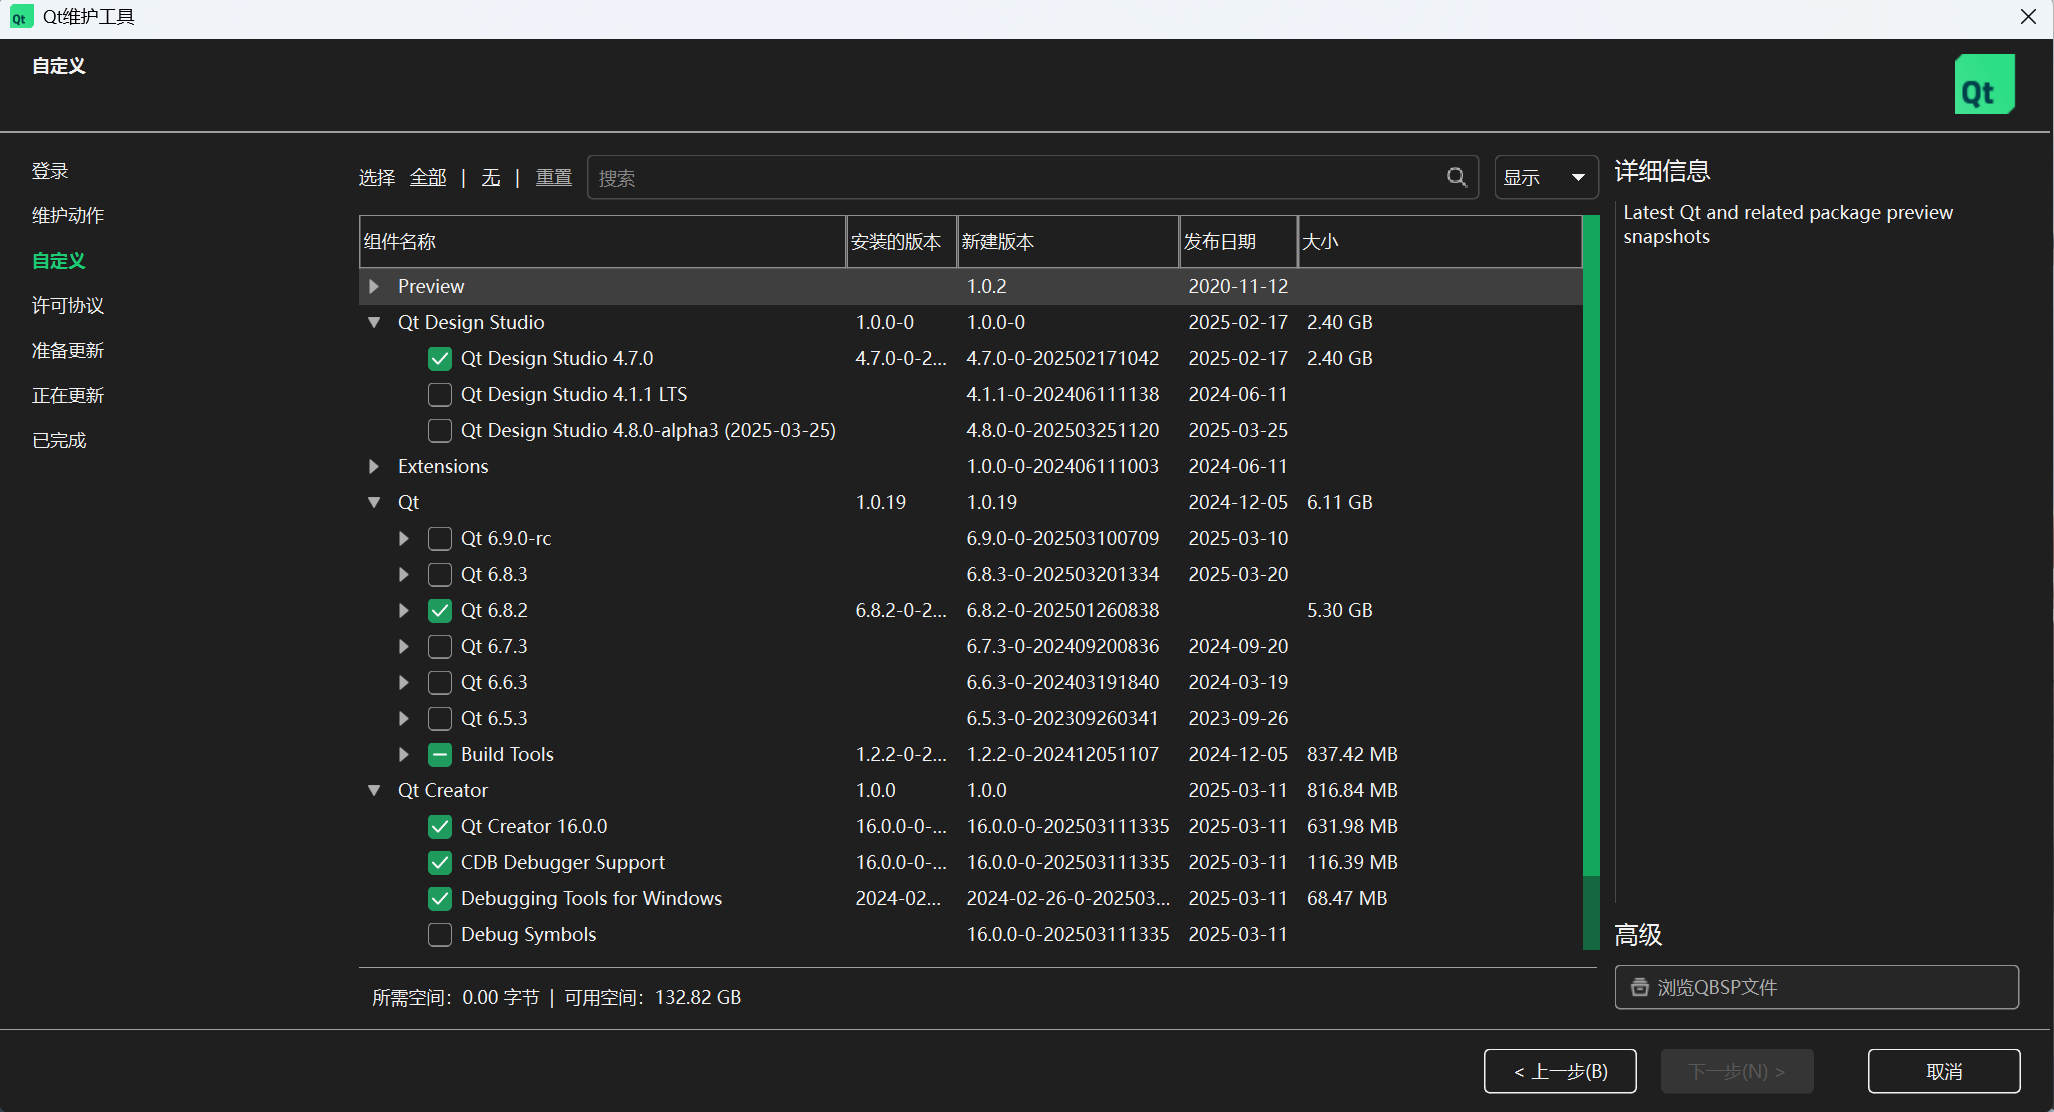 Qt维护工具
自定义
Qt
登录
维护动作
自定义
许可协议
准备更新
正在更新
已完成
选择 全部 | 无 | 重置 搜索 显示
组件名称 安装的版本 新建版本 发布日期 大小
Preview 1.0.2 2020-11-12
Qt Design Studio 1.0.0-0 1.0.0-0 2025-02-17 2.40 GB
Qt Design Studio 4.7.0 4.7.0-0-2... 4.7.0-0-202502171042 2025-02-17 2.40 GB
Qt Design Studio 4.1.1 LTS 4.1.1-0-202406111138 2024-06-11
Qt Design Studio 4.8.0-alpha3 (2025-03-25) 4.8.0-0-202503251120 2025-03-25
Extensions 1.0.0-0-202406111003 2024-06-11
Qt 1.0.19 1.0.19 2024-12-05 6.11 GB
Qt 6.9.0-rc 6.9.0-0-202503100709 2025-03-10
Qt 6.8.3 6.8.3-0-202503201334 2025-03-20
Qt 6.8.2 6.8.2-0-2... 6.8.2-0-202501260838 5.30 GB
Qt 6.7.3 6.7.3-0-202409200836 2024-09-20
Qt 6.6.3 6.6.3-0-202403191840 2024-03-19
Qt 6.5.3 6.5.3-0-202309260341 2023-09-26
Build Tools 1.2.2-0-2... 1.2.2-0-202412051107 2024-12-05 837.42 MB
Qt Creator 1.0.0 1.0.0 2025-03-11 816.84 MB
Qt Creator 16.0.0 16.0.0-0-... 16.0.0-0-202503111335 2025-03-11 631.98 MB
CDB Debugger Support 16.0.0-0-... 16.0.0-0-202503111335 2025-03-11 116.39 MB
Debugging Tools for Windows 2024-02... 2024-02-26-0-202503... 2025-03-11 68.47 MB
Debug Symbols 16.0.0-0-202503111335 2025-03-11
所需空间：0.00 字节 | 可用空间：132.82 GB
详细信息
Latest Qt and related package preview
snapshots
高级
浏览QBSP文件
< 上一步(B) 下一步(N) > 取消